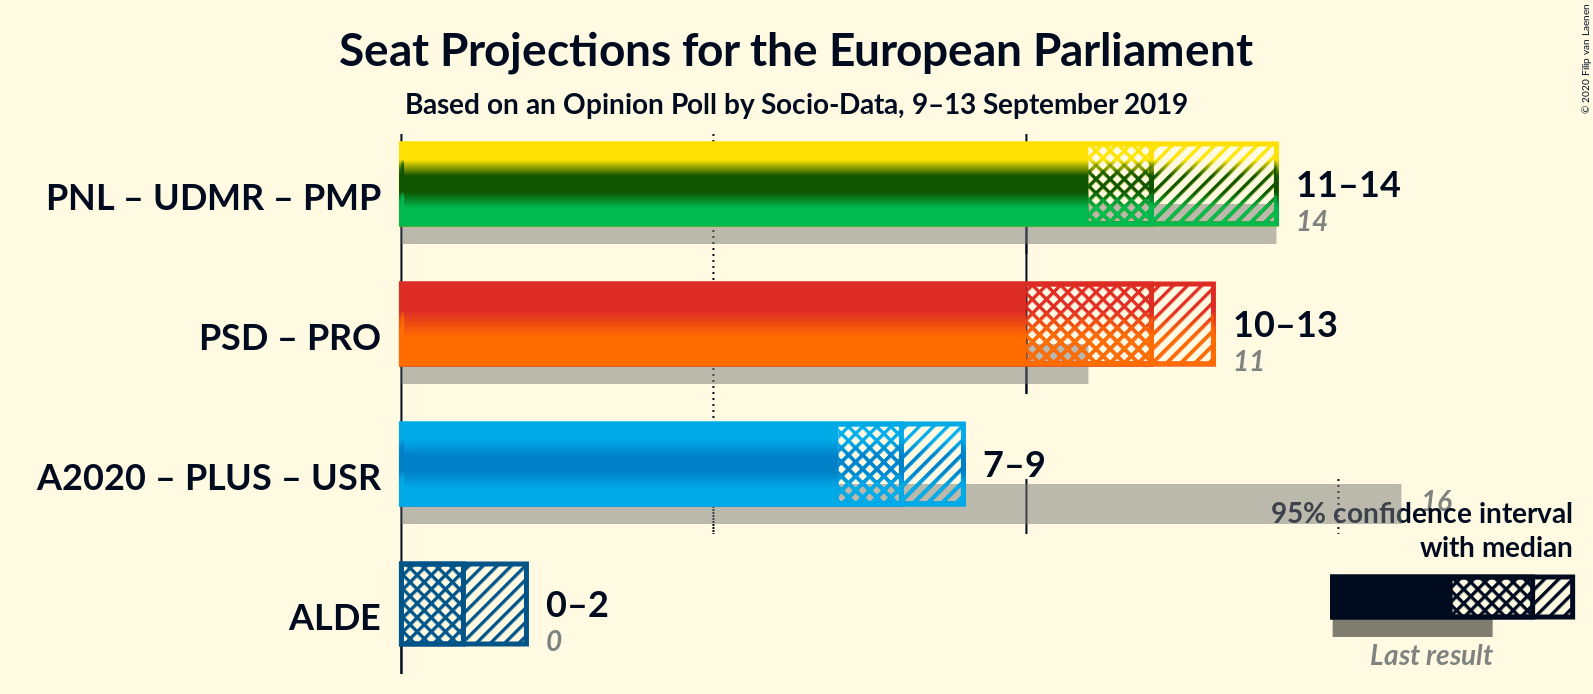 Seat Projections for the European Parliament
Based on an Opinion Poll by Socio-Data, 9–13 September 2019
© 2020 Filip van Laenen
PNL – UDMR – PMP
11–14
14
PSD – PRO
10–13
11
A2020 – PLUS – USR
7–9
16
95% confidence interval
with median
Last result
ALDE
0–2
0